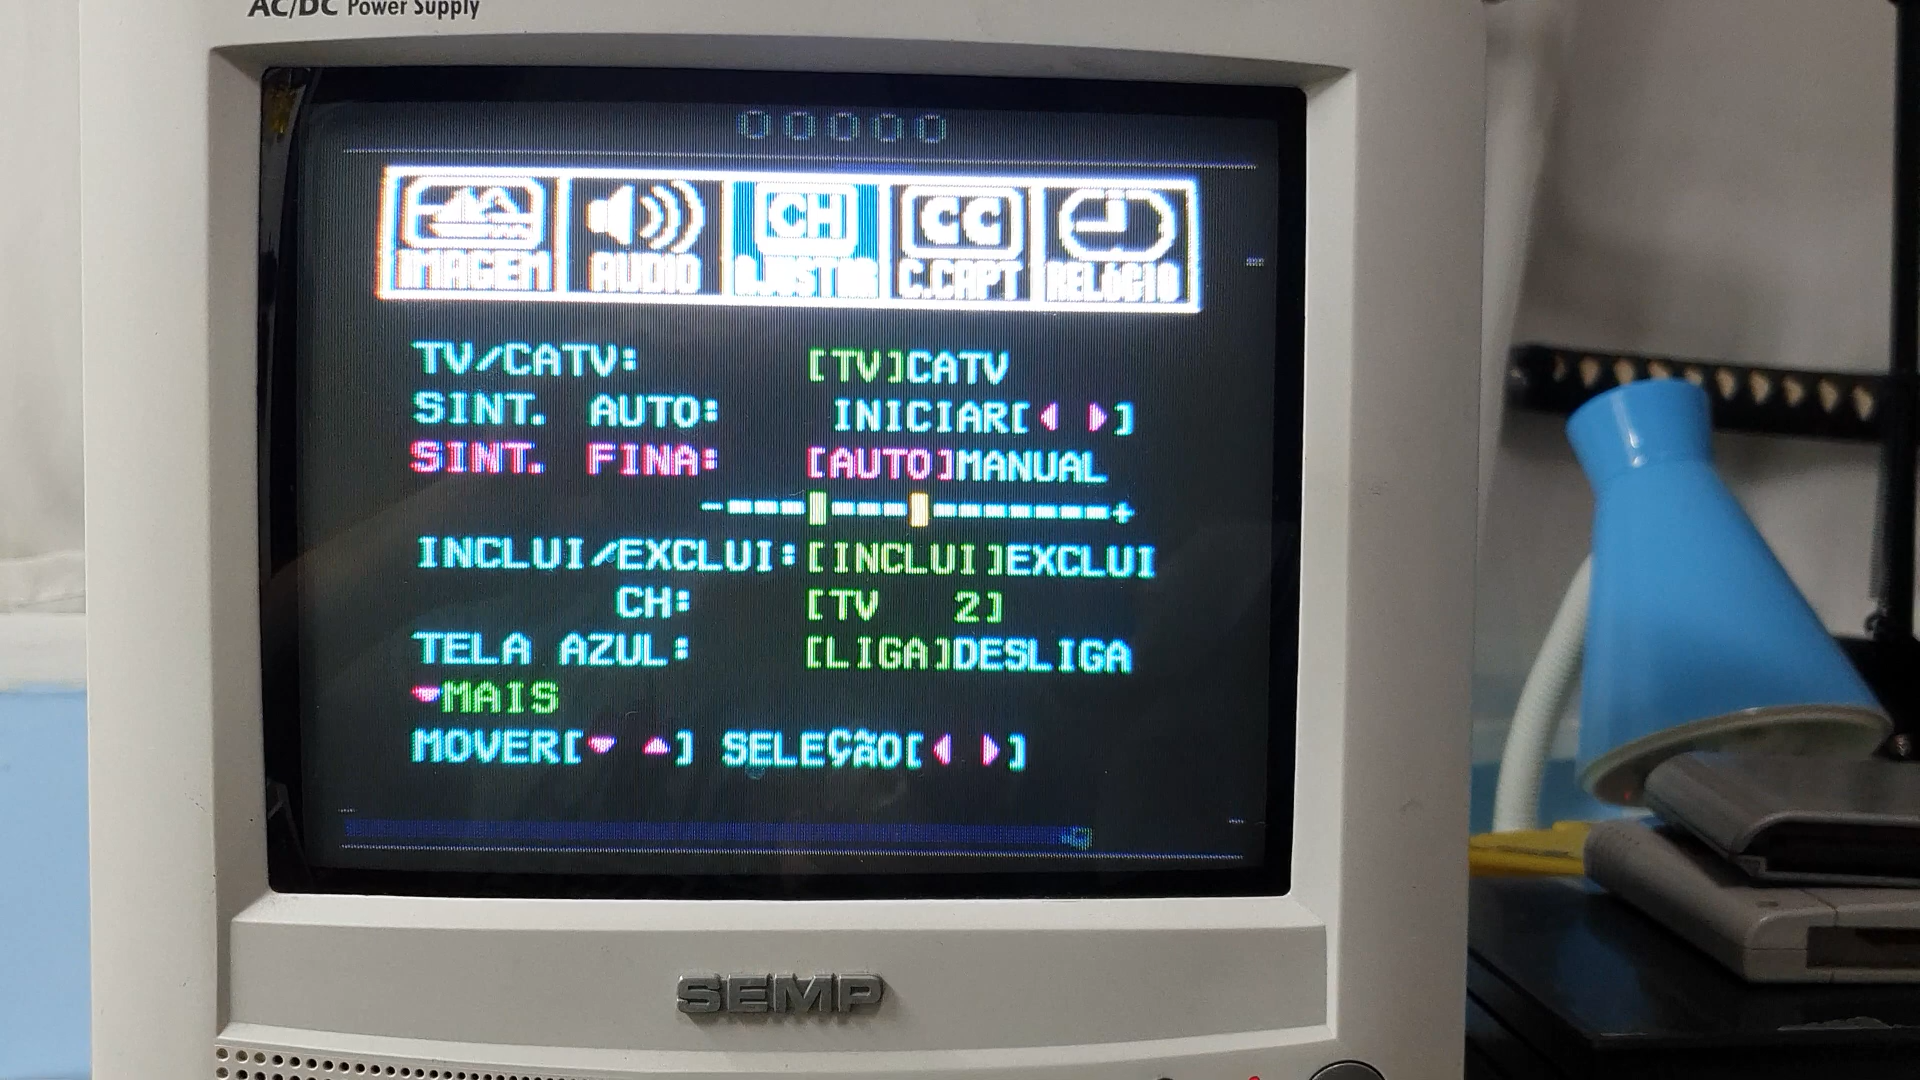 AC/DC Power Supply
00000
IMAGEM AUDIO CH AJUSTAR CC C.CAPT RELÓGIO
TV/CATV: [TV]CATV
SINT. AUTO: INICIAR[◀ ▶]
SINT. FINA: [AUTO]MANUAL
- +
INCLUI/EXCLUI: [INCLUI]EXCLUI
CH: [TV 2]
TELA AZUL: [LIGA]DESLIGA
▼MAIS
MOVER[▼ ▲] SELEÇÃO[◀ ▶]
SEMP